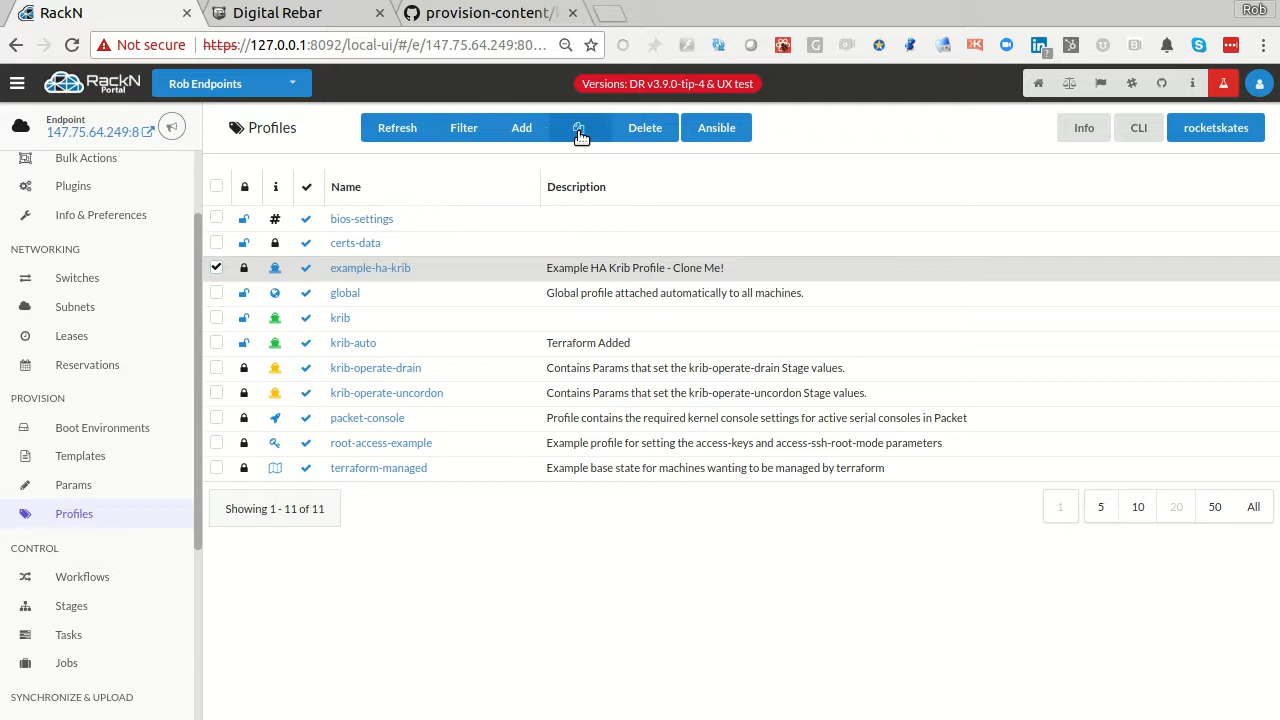 RackN
Digital Rebar
provision-content/
Rob
Not secure
https://127.0.0.1:8092/local-ui/#/e/147.75.64.249:80...
RACKN
Portal
Rob Endpoints
Versions: DR v3.9.0-tip-4 & UX test
Endpoint
147.75.64.249:8
Profiles
Refresh
Filter
Add
Delete
Ansible
Info
CLI
rocketskates
Bulk Actions
Plugins
Info & Preferences
NETWORKING
Switches
Subnets
Leases
Reservations
PROVISION
Boot Environments
Templates
Params
Profiles
CONTROL
Workflows
Stages
Tasks
Jobs
SYNCHRONIZE & UPLOAD
Name Description
bios-settings
certs-data
example-ha-krib Example HA Krib Profile - Clone Me!
global Global profile attached automatically to all machines.
krib
krib-auto Terraform Added
krib-operate-drain Contains Params that set the krib-operate-drain Stage values.
krib-operate-uncordon Contains Params that set the krib-operate-uncordon Stage values.
packet-console Profile contains the required kernel console settings for active serial consoles in Packet
root-access-example Example profile for setting the access-keys and access-ssh-root-mode parameters
terraform-managed Example base state for machines wanting to be managed by terraform
Showing 1 - 11 of 11
1 5 10 20 50 All